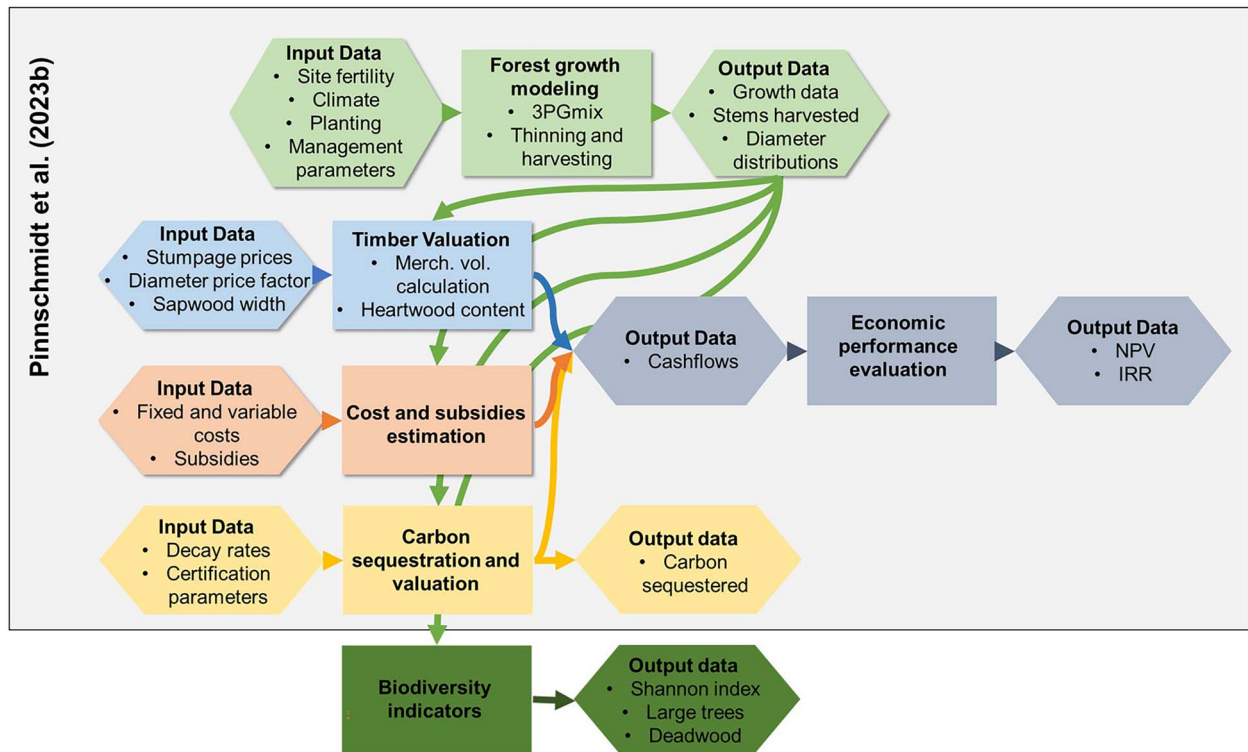 Pinnschmidt et al. (2023b)
Input Data
• Site fertility
• Climate
• Planting
• Management
parameters
Forest growth
modeling
• 3PGmix
• Thinning and
harvesting
Output Data
• Growth data
• Stems harvested
• Diameter
distributions
Input Data
• Stumpage prices
• Diameter price factor
• Sapwood width
Timber Valuation
• Merch. vol.
calculation
• Heartwood content
Output Data
• Cashflows
Economic
performance
evaluation
Output Data
• NPV
• IRR
Input Data
• Fixed and variable
costs
• Subsidies
Cost and subsidies
estimation
Input Data
• Decay rates
• Certification
parameters
Carbon
sequestration and
valuation
Output data
• Carbon
sequestered
Biodiversity
indicators
Output data
• Shannon index
• Large trees
• Deadwood